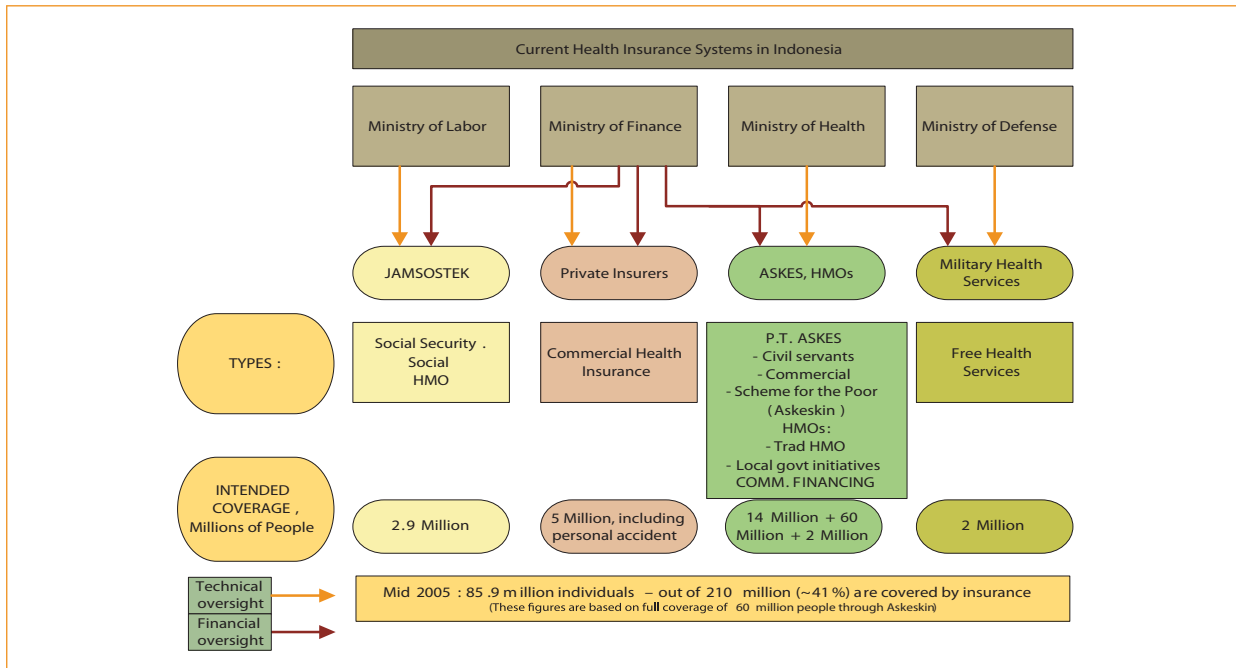 Current Health Insurance Systems in Indonesia
Ministry of Labor
Ministry of Finance
Ministry of Health
Ministry of Defense
JAMSOSTEK
Private Insurers
ASKES, HMOs
Military Health
Services
TYPES :
Social Security .
Social
HMO
Commercial Health
Insurance
P.T. ASKES
- Civil servants
- Commercial
- Scheme for the Poor
(Askeskin )
HMOs:
- Trad HMO
- Local govt initiatives
COMM. FINANCING
Free Health
Services
INTENDED
COVERAGE ,
Millions of People
2.9 Million
5 Million, including
personal accident
14 Million + 60
Million + 2 Million
2 Million
Technical
oversight
Financial
oversight
Mid 2005 : 85 .9 million individuals – out of 210 million (~41 %) are covered by insurance
(These figures are based on full coverage of 60 million people through Askeskin)